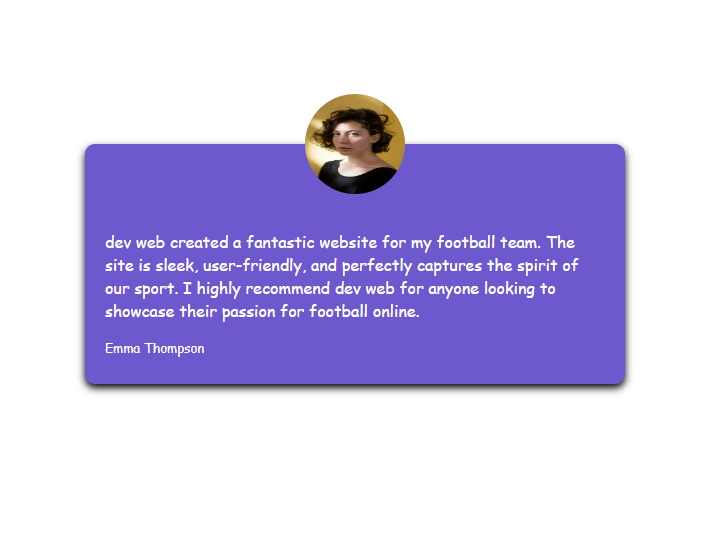 dev web created a fantastic website for my football team. The
site is sleek, user-friendly, and perfectly captures the spirit of
our sport. I highly recommend dev web for anyone looking to
showcase their passion for football online.
Emma Thompson